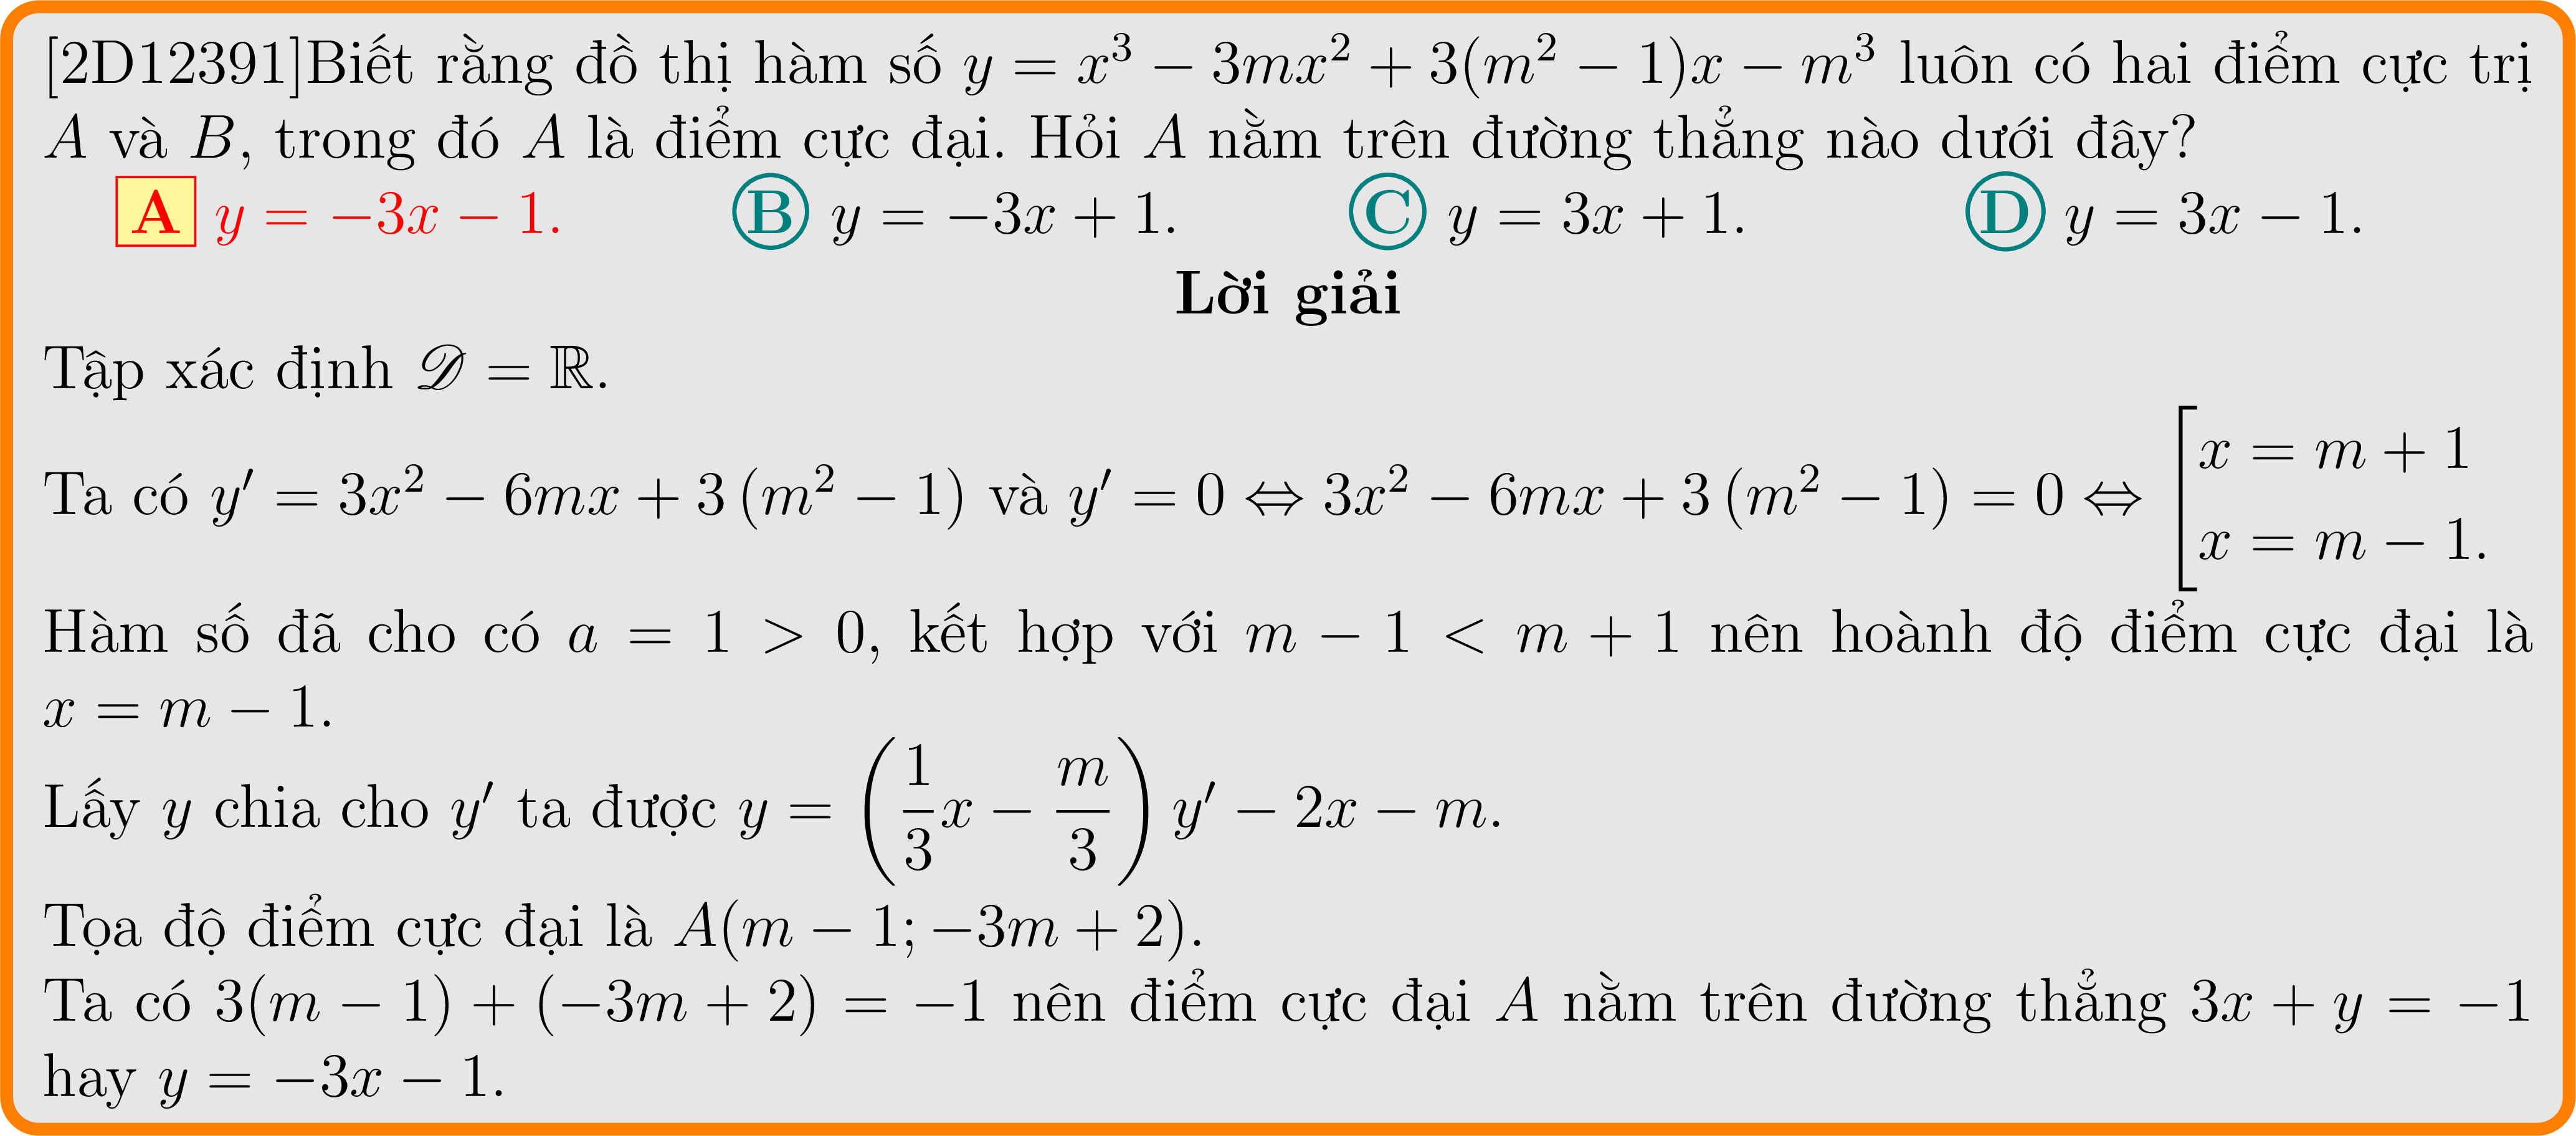 [2D12391]Biết rằng đồ thị hàm số y = x³ − 3mx² + 3(m² − 1)x − m³ luôn có hai điểm cực trị
A và B, trong đó A là điểm cực đại. Hỏi A nằm trên đường thẳng nào dưới đây?
A y = −3x − 1. B y = −3x + 1. C y = 3x + 1. D y = 3x − 1.
Lời giải
Tập xác định 𝒟 = ℝ.
Ta có y′ = 3x² − 6mx + 3 (m² − 1) và y′ = 0 ⇔ 3x² − 6mx + 3 (m² − 1) = 0 ⇔ [ x = m + 1
x = m − 1.
Hàm số đã cho có a = 1 > 0, kết hợp với m − 1 < m + 1 nên hoành độ điểm cực đại là
x = m − 1.
Lấy y chia cho y′ ta được y = (1/3 x − m/3) y′ − 2x − m.
Tọa độ điểm cực đại là A(m − 1; −3m + 2).
Ta có 3(m − 1) + (−3m + 2) = −1 nên điểm cực đại A nằm trên đường thẳng 3x + y = −1
hay y = −3x − 1.